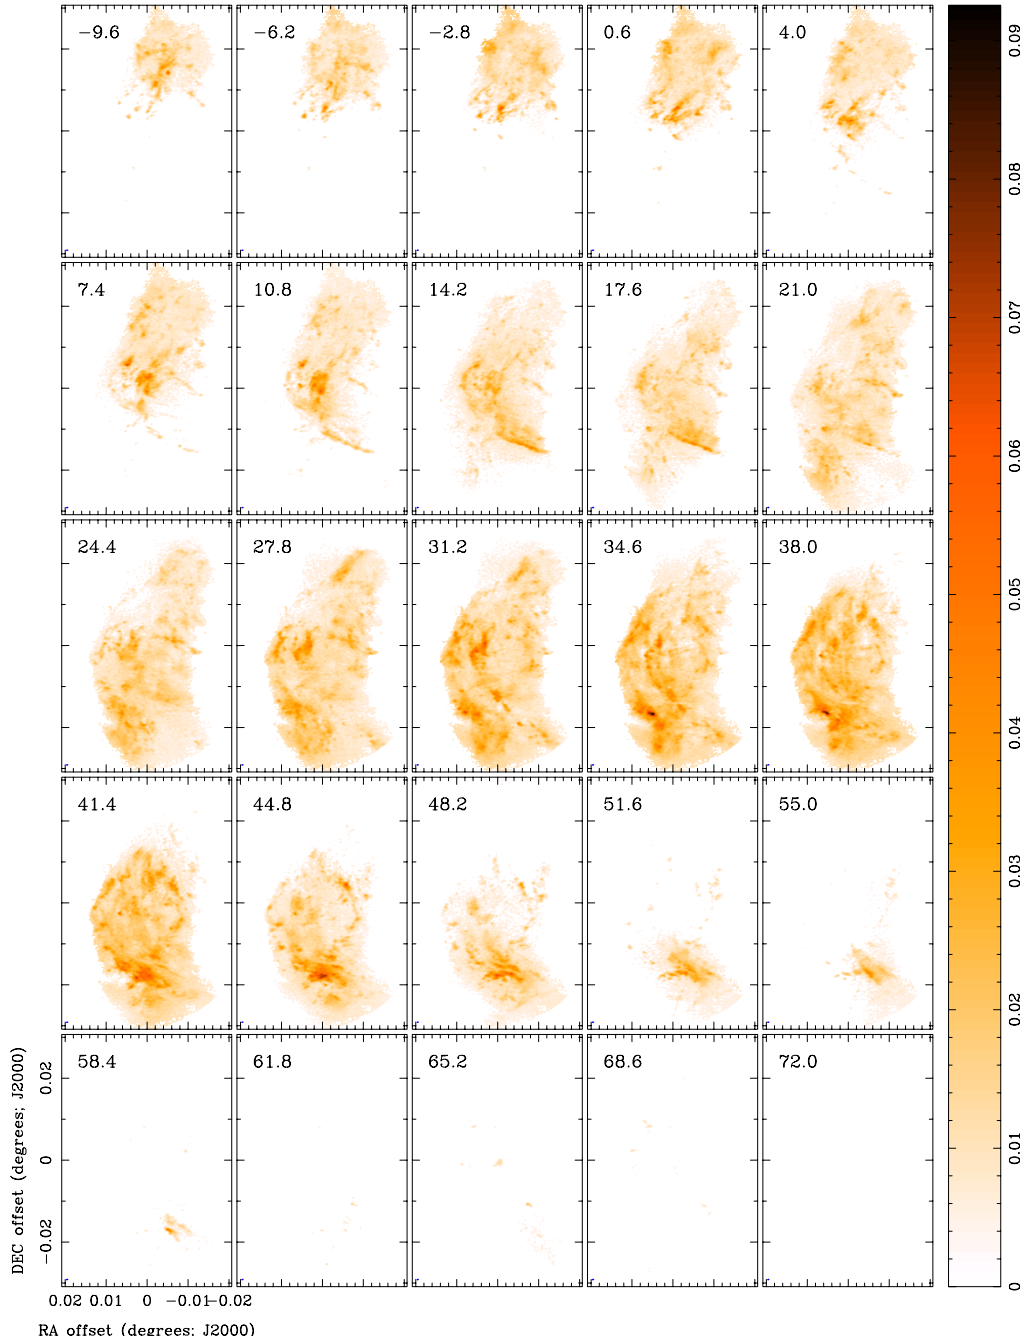 −9.6 −6.2 −2.8 0.6 4.0
7.4 10.8 14.2 17.6 21.0
24.4 27.8 31.2 34.6 38.0
41.4 44.8 48.2 51.6 55.0
58.4 61.8 65.2 68.6 72.0
DEC offset (degrees; J2000)
0.02
0
−0.02
0.02 0.01 0 −0.01 −0.02
RA offset (degrees; J2000)
0.09
0.08
0.07
0.06
0.05
0.04
0.03
0.02
0.01
0